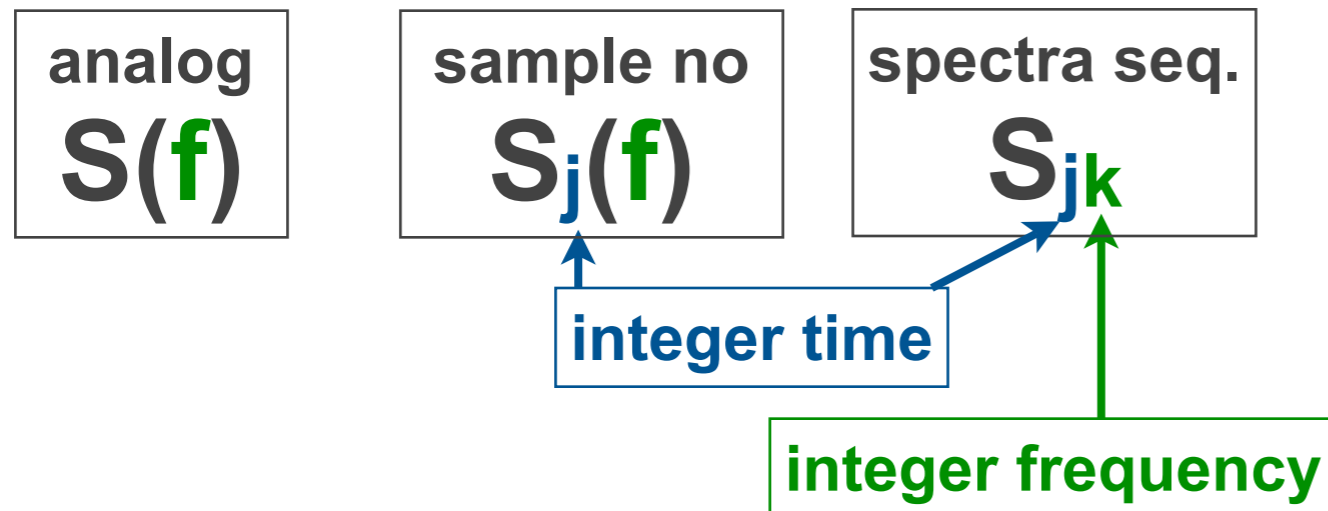 analog
S(f)
sample no
Sj(f)
spectra seq.
Sjk
integer time
integer frequency